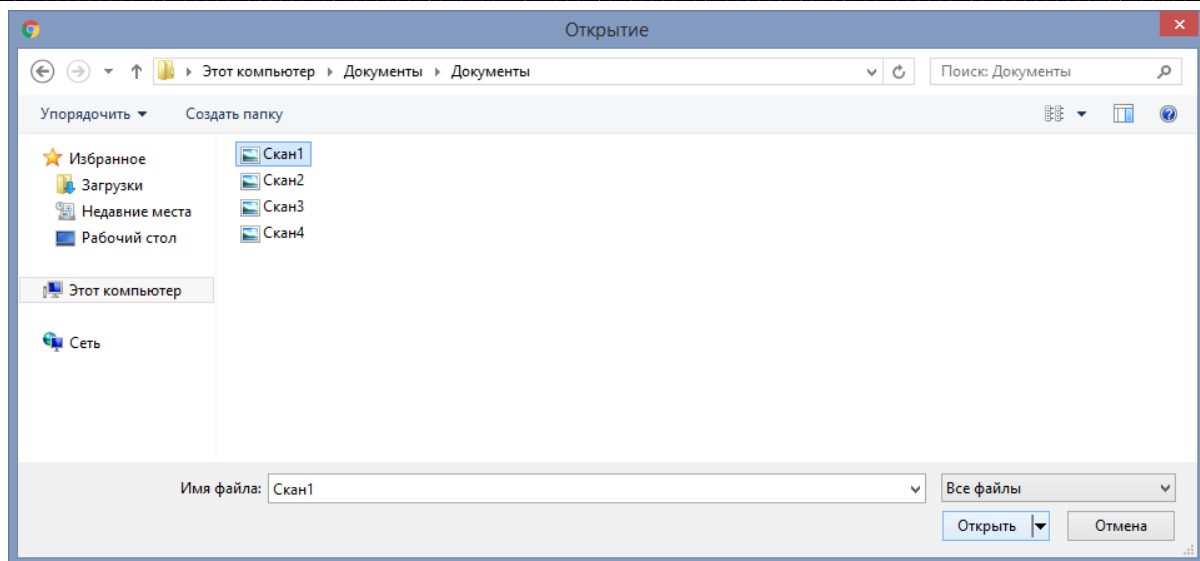 Открытие
Этот компьютер Документы Документы Поиск: Документы
Упорядочить Создать папку
Избранное
Загрузки
Недавние места
Рабочий стол
Этот компьютер
Сеть
Скан1
Скан2
Скан3
Скан4
Имя файла: Скан1 Все файлы
Открыть Отмена